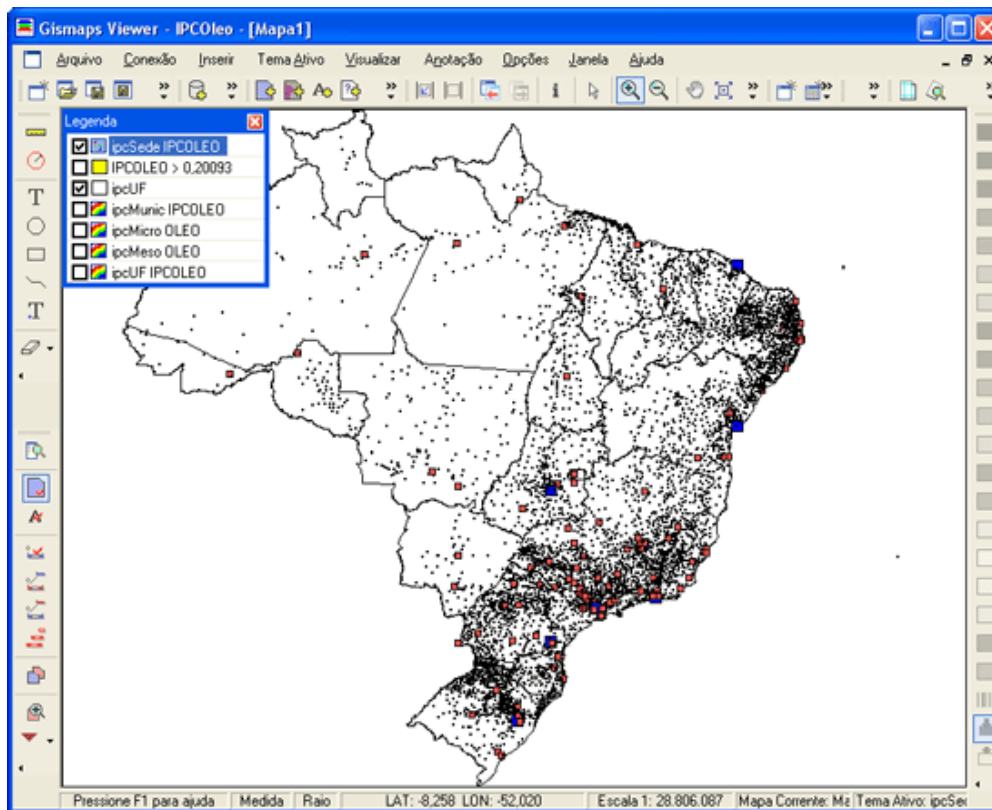 Gismaps Viewer - IPCOleo - [Mapa1]
Arquivo Conexão Inserir Tema Ativo Visualizar Anotação Opções Janela Ajuda
Legenda
ipcSede IPCOLEO
IPCOLEO > 0,20093
ipcUF
ipcMunic IPCOLEO
ipcMicro OLEO
ipcMeso OLEO
ipcUF IPCOLEO
Pressione F1 para ajuda Medida Raio LAT: -8,258 LON: -52,020 Escala 1: 28.806.087 Mapa Corrente: Ma Tema Ativo: ipcSed